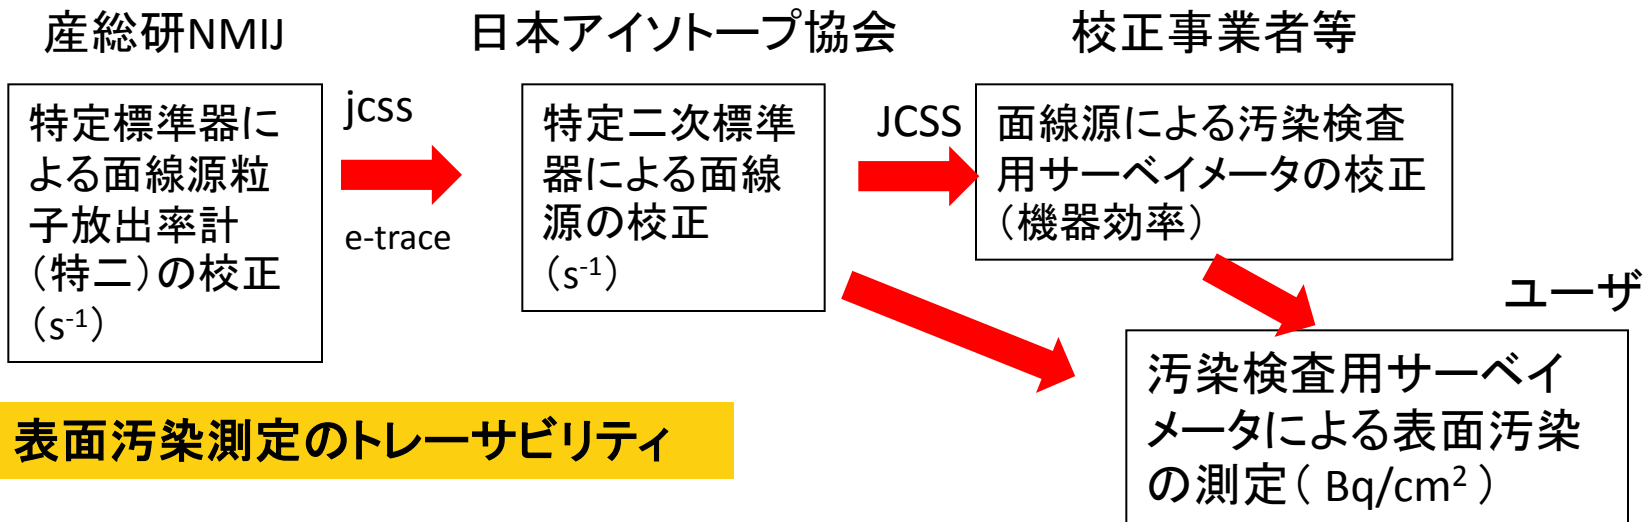 産総研NMIJ
特定標準器に
よる面線源粒
子放出率計
（特二）の校正
（s⁻¹）
jcss
e-trace
日本アイソトープ協会
特定二次標準
器による面線
源の校正
（s⁻¹）
JCSS
校正事業者等
面線源による汚染検査
用サーベイメータの校正
（機器効率）
ユーザ
汚染検査用サーベイ
メータによる表面汚染
の測定（ Bq/cm² ）
表面汚染測定のトレーサビリティ